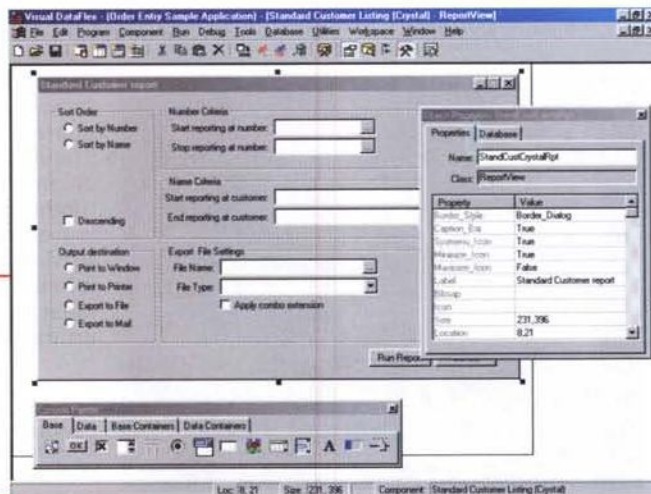 Visual DataFlex - (Order Entry Sample Application) - [Standard Customer Listing (Crystal) - ReportView]
File Edit Program Component Run Debug Tools Database Utilities Workspace Window Help
Standard Customer report
Sort Order
Sort by Number
Sort by Name
Descending
Number Criteria
Start reporting at number:
Stop reporting at number:
Name Criteria
Start reporting at customer:
End reporting at customer:
Output destination
Print to Window
Print to Printer
Export to File
Export to Mail
Export File Settings
File Name:
File Type:
Apply combo extension
Run Report
Properties Database
Name: StandCustCrystalRpt
Class: ReportView
Property Value
Border_Style Border_Dialog
Caption_Bar True
Sysmenu_Icon True
Minimize_Icon True
Maximize_Icon False
Label Standard Customer report
Bitmap
Icon
Size 231,396
Location 8,21
Base Data Base Containers Data Containers
OK
A
Loc: 8, 21 Size: 231, 396 Component: Standard Customer Listing (Crystal)